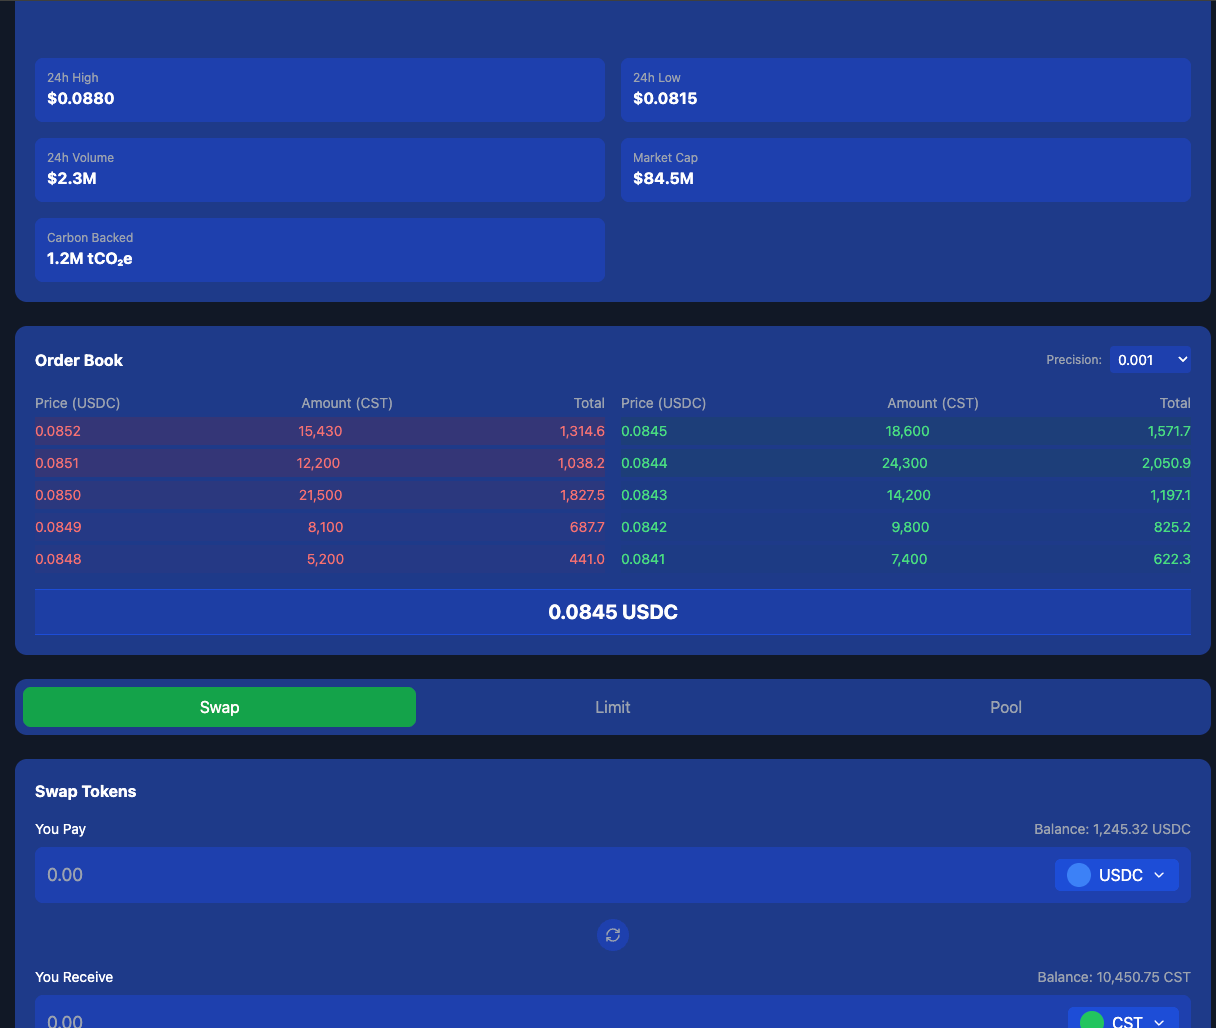 24h High 24h Low
$0.0880 $0.0815
24h Volume Market Cap
$2.3M $84.5M
Carbon Backed
1.2M tCO₂e
Order Book Precision: 0.001
Price (USDC) Amount (CST) Total Price (USDC) Amount (CST) Total
0.0852 15,430 1,314.6 0.0845 18,600 1,571.7
0.0851 12,200 1,038.2 0.0844 24,300 2,050.9
0.0850 21,500 1,827.5 0.0843 14,200 1,197.1
0.0849 8,100 687.7 0.0842 9,800 825.2
0.0848 5,200 441.0 0.0841 7,400 622.3
0.0845 USDC
Swap Limit Pool
Swap Tokens
You Pay Balance: 1,245.32 USDC
0.00 USDC
You Receive Balance: 10,450.75 CST
0.00 CST